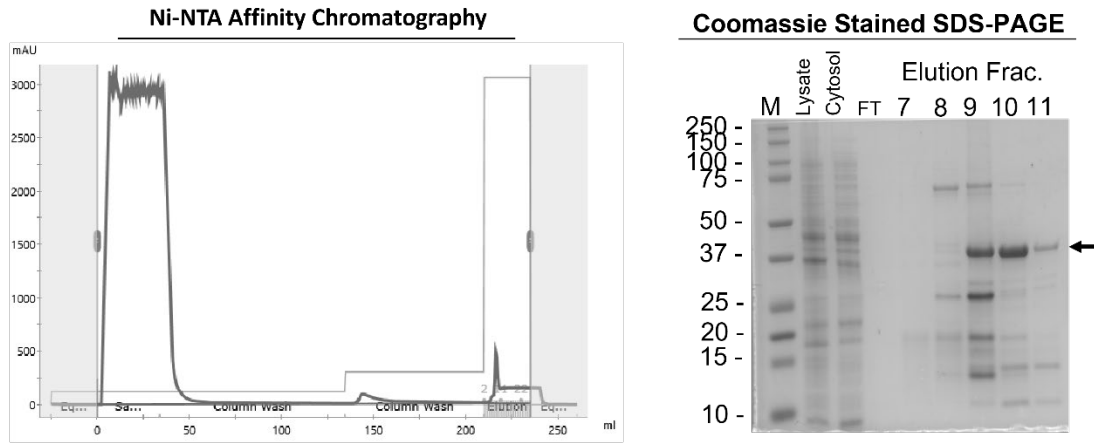 Ni-NTA Affinity Chromatography
mAU
3000
2500
2000
1500
1000
500
0
Eq...
Sa...
Column Wash
Column Wash
Elution
Eq...
0
50
100
150
200
250
ml
Coomassie Stained SDS-PAGE
Elution Frac.
M
Lysate
Cytosol
FT
7
8
9
10
11
250 -
150 -
100 -
75 -
50 -
37 -
25 -
20 -
15 -
10 -